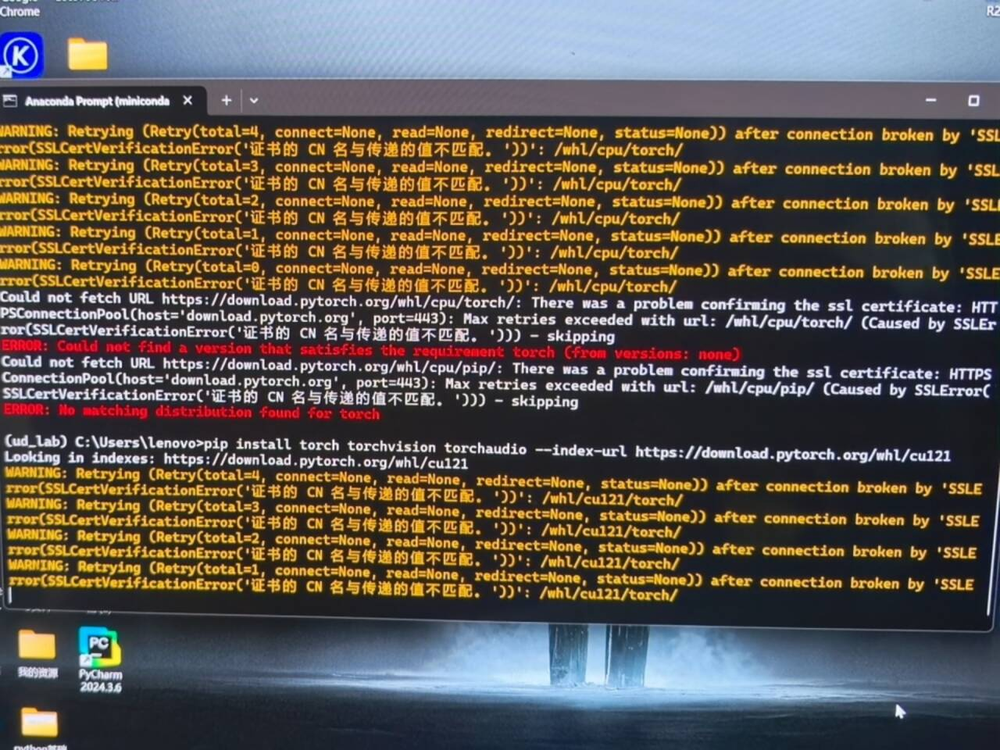 Chrome
R2
K
Anaconda Prompt (miniconda
WARNING: Retrying (Retry(total=4, connect=None, read=None, redirect=None, status=None)) after connection broken by 'SSL
rror(SSLCertVerificationError('证书的 CN 名与传递的值不匹配。'))': /whl/cpu/torch/
WARNING: Retrying (Retry(total=3, connect=None, read=None, redirect=None, status=None)) after connection broken by 'SSL
rror(SSLCertVerificationError('证书的 CN 名与传递的值不匹配。'))': /whl/cpu/torch/
WARNING: Retrying (Retry(total=2, connect=None, read=None, redirect=None, status=None)) after connection broken by 'SSL
rror(SSLCertVerificationError('证书的 CN 名与传递的值不匹配。'))': /whl/cpu/torch/
WARNING: Retrying (Retry(total=1, connect=None, read=None, redirect=None, status=None)) after connection broken by 'SSLE
rror(SSLCertVerificationError('证书的 CN 名与传递的值不匹配。'))': /whl/cpu/torch/
WARNING: Retrying (Retry(total=0, connect=None, read=None, redirect=None, status=None)) after connection broken by 'SSLE
rror(SSLCertVerificationError('证书的 CN 名与传递的值不匹配。'))': /whl/cpu/torch/
Could not fetch URL https://download.pytorch.org/whl/cpu/torch/: There was a problem confirming the ssl certificate: HTT
PSConnectionPool(host='download.pytorch.org', port=443): Max retries exceeded with url: /whl/cpu/torch/ (Caused by SSLEr
ror(SSLCertVerificationError('证书的 CN 名与传递的值不匹配。'))) - skipping
ERROR: Could not find a version that satisfies the requirement torch (from versions: none)
Could not fetch URL https://download.pytorch.org/whl/cpu/pip/: There was a problem confirming the ssl certificate: HTTPS
ConnectionPool(host='download.pytorch.org', port=443): Max retries exceeded with url: /whl/cpu/pip/ (Caused by SSLError(
SSLCertVerificationError('证书的 CN 名与传递的值不匹配。'))) - skipping
ERROR: No matching distribution found for torch
(ud_lab) C:\Users\lenovo>pip install torch torchvision torchaudio --index-url https://download.pytorch.org/whl/cu121
Looking in indexes: https://download.pytorch.org/whl/cu121
WARNING: Retrying (Retry(total=4, connect=None, read=None, redirect=None, status=None)) after connection broken by 'SSLE
rror(SSLCertVerificationError('证书的 CN 名与传递的值不匹配。'))': /whl/cu121/torch/
WARNING: Retrying (Retry(total=3, connect=None, read=None, redirect=None, status=None)) after connection broken by 'SSLE
rror(SSLCertVerificationError('证书的 CN 名与传递的值不匹配。'))': /whl/cu121/torch/
WARNING: Retrying (Retry(total=2, connect=None, read=None, redirect=None, status=None)) after connection broken by 'SSLE
rror(SSLCertVerificationError('证书的 CN 名与传递的值不匹配。'))': /whl/cu121/torch/
WARNING: Retrying (Retry(total=1, connect=None, read=None, redirect=None, status=None)) after connection broken by 'SSLE
rror(SSLCertVerificationError('证书的 CN 名与传递的值不匹配。'))': /whl/cu121/torch/
我的资源
PC
PyCharm
2024.3.6